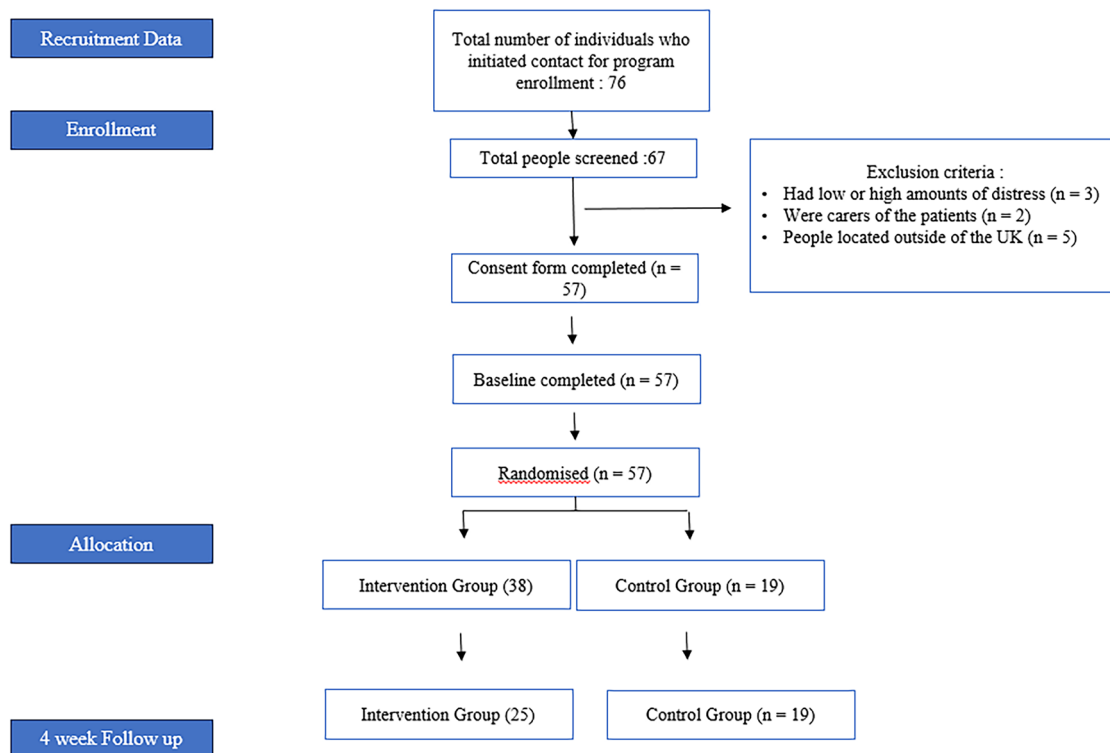 Recruitment Data
Total number of individuals who
initiated contact for program
enrollment : 76
Enrollment
Total people screened :67
Exclusion criteria :
• Had low or high amounts of distress (n = 3)
• Were carers of the patients (n = 2)
• People located outside of the UK (n = 5)
Consent form completed (n =
57)
Baseline completed (n = 57)
Randomised (n = 57)
Allocation
Intervention Group (38)
Control Group (n = 19)
Intervention Group (25)
Control Group (n = 19)
4 week Follow up